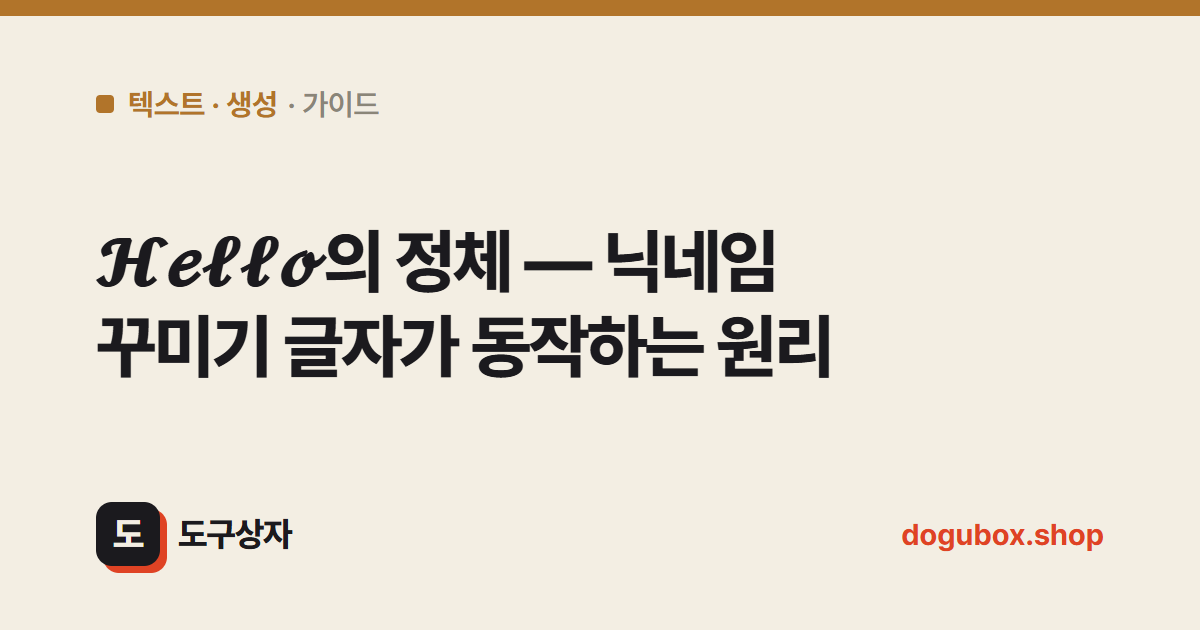 텍스트 · 생성 · 가이드
𝓗𝓮𝓵𝓵𝓸의 정체 — 닉네임
꾸미기 글자가 동작하는 원리
도 도구상자
dogubox.shop